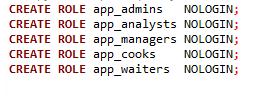 CREATE ROLE app_admins   NOLOGIN;
CREATE ROLE app_analysts NOLOGIN;
CREATE ROLE app_managers NOLOGIN;
CREATE ROLE app_cooks    NOLOGIN;
CREATE ROLE app_waiters  NOLOGIN;